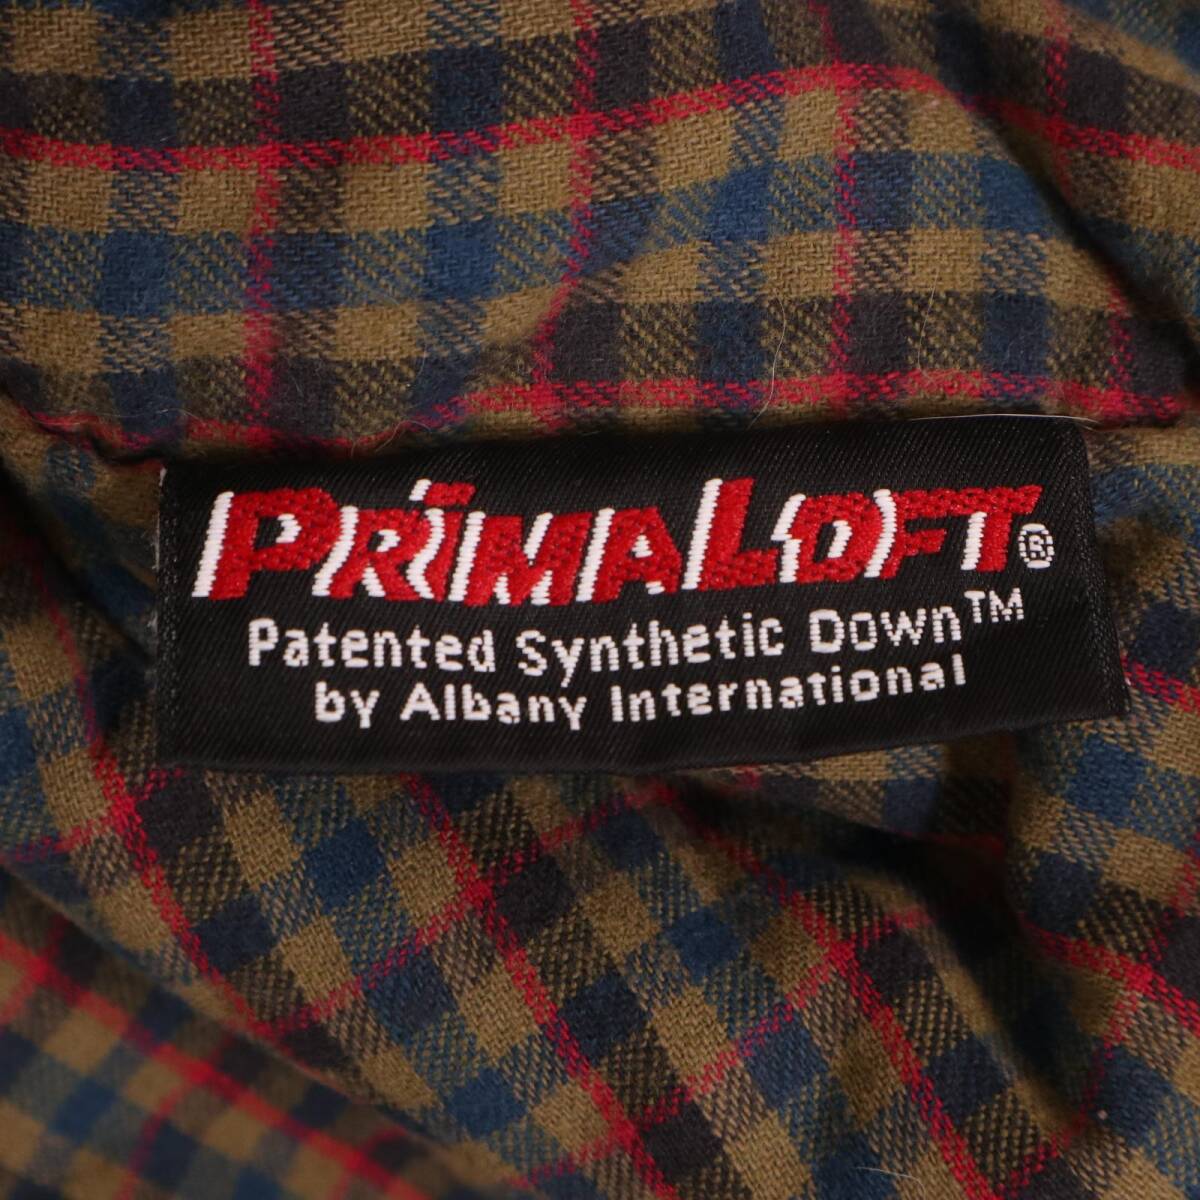 PRIMALOFT®
Patented Synthetic Down™
by Albany International